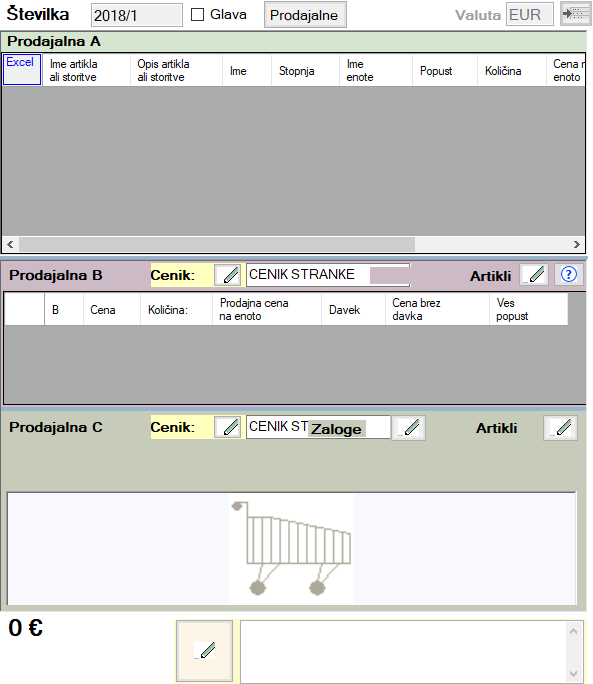 Številka 2018/1 Glava Prodajalne Valuta EUR
Prodajalna A
Excel Ime artikla ali storitve Opis artikla ali storitve Ime Stopnja Ime enote Popust Količina Cena enoto
Prodajalna B Cenik: CENIK STRANKE Artikli ?
B Cena Količina: Prodajna cena na enoto Davek Cena brez davka Ves popust
Prodajalna C Cenik: CENIK ST Zaloge Artikli
0 €